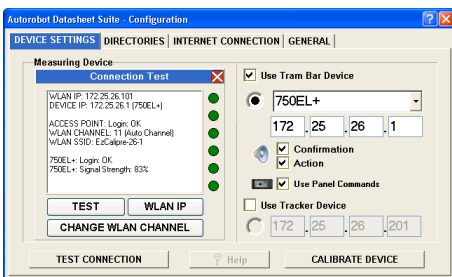 Autorobot Datasheet Suite - Configuration
DEVICE SETTINGS DIRECTORIES INTERNET CONNECTION GENERAL
Measuring Device
Connection Test
WLAN IP: 172.25.26.101
DEVICE IP: 172.25.26.1 (750EL+)
ACCESS POINT: Login: OK
WLAN CHANNEL: 11 (Auto Channel)
WLAN SSID: EzCalipre-26-1
750EL+: Login: OK
750EL+: Signal Strength: 83%
TEST WLAN IP
CHANGE WLAN CHANNEL
Use Tram Bar Device
750EL+
172 . 25 . 26 . 1
Confirmation
Action
Use Panel Commands
Use Tracker Device
172 . 25 . 26 . 201
TEST CONNECTION ? Help CALIBRATE DEVICE